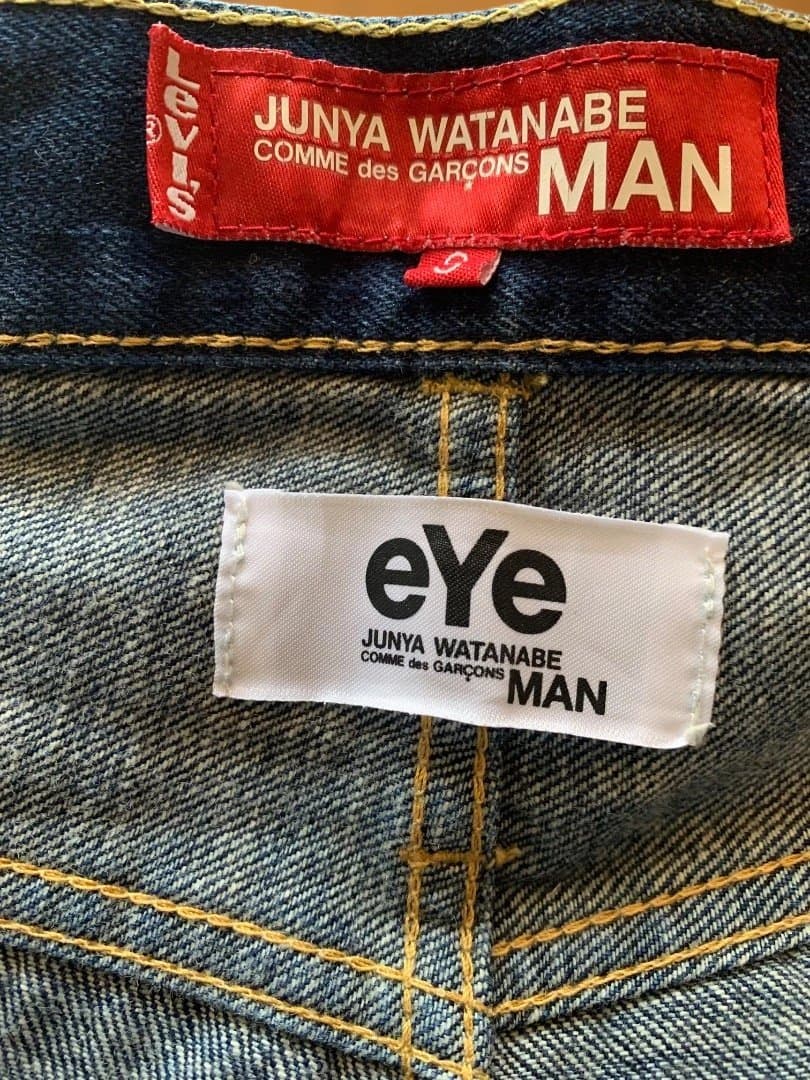 LEVI'S
®
JUNYA WATANABE
COMME des GARÇONS MAN
S
eYe
JUNYA WATANABE
COMME des GARÇONS MAN